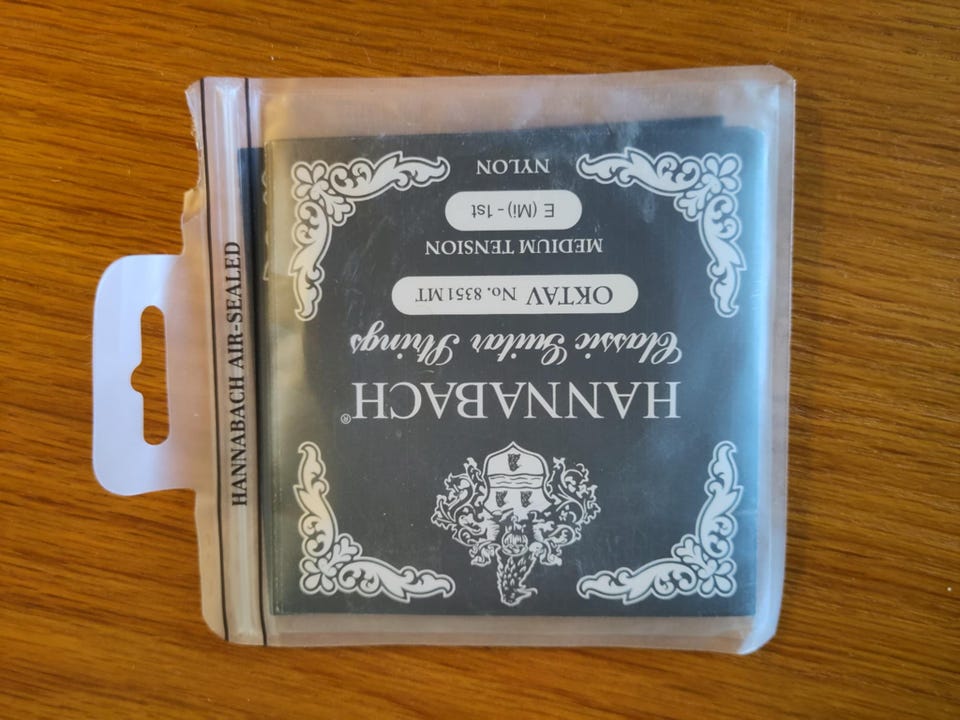 HANNABACH®
Classic Guitar Strings
OKTAV No. 8351 MT
MEDIUM TENSION
E (Mi) - 1st
NYLON
HANNABACH AIR-SEALED